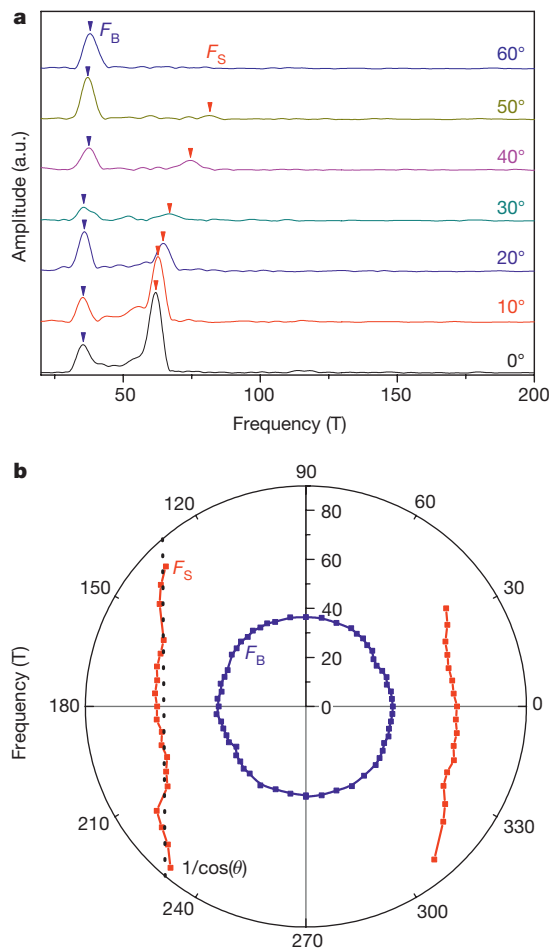 a
F_B
F_S
60°
50°
40°
30°
20°
10°
0°
Amplitude (a.u.)
50
100
150
200
Frequency (T)
b
90
120
60
80
150
F_S
60
30
40
F_B
20
180
0
0
Frequency (T)
210
330
1/cos(θ)
240
300
270